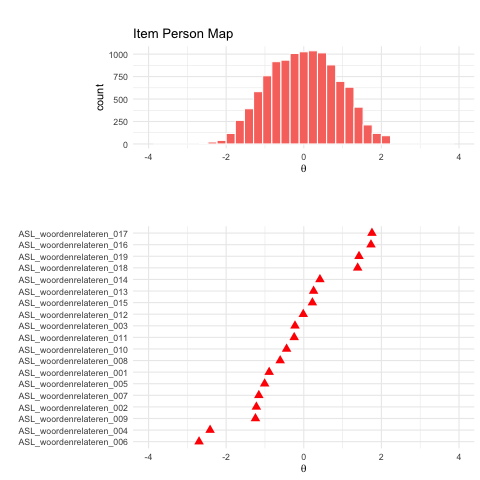 Item Person Map
count
1000
750
500
250
0
-4 -2 0 2 4
θ
ASL_woordenrelateren_017
ASL_woordenrelateren_016
ASL_woordenrelateren_019
ASL_woordenrelateren_018
ASL_woordenrelateren_014
ASL_woordenrelateren_013
ASL_woordenrelateren_015
ASL_woordenrelateren_012
ASL_woordenrelateren_003
ASL_woordenrelateren_011
ASL_woordenrelateren_010
ASL_woordenrelateren_008
ASL_woordenrelateren_001
ASL_woordenrelateren_005
ASL_woordenrelateren_007
ASL_woordenrelateren_002
ASL_woordenrelateren_009
ASL_woordenrelateren_004
ASL_woordenrelateren_006
-4 -2 0 2 4
θ